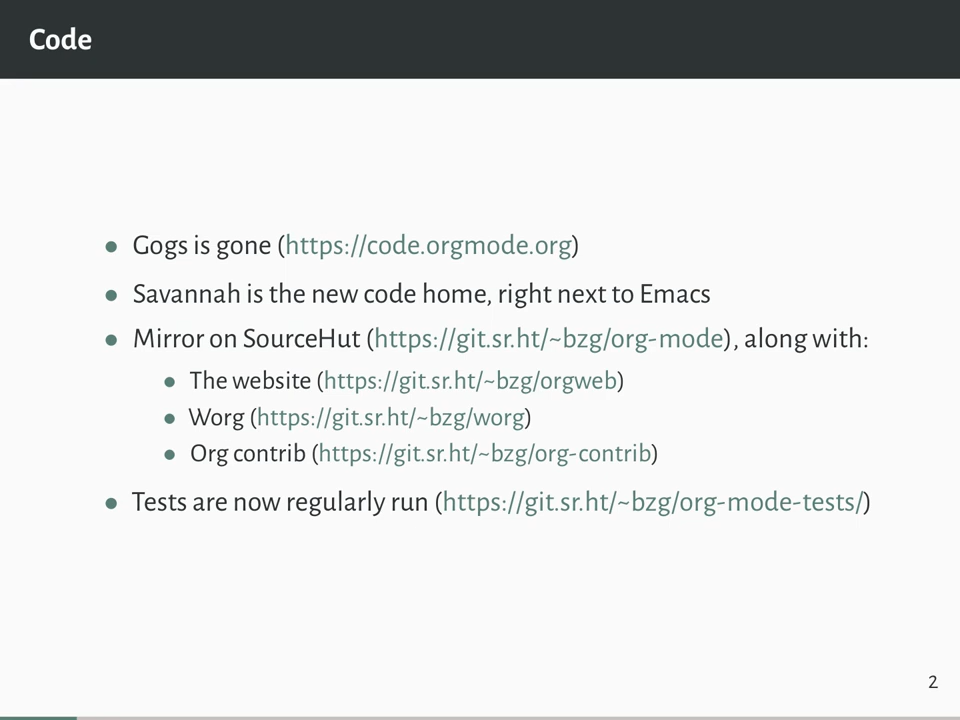 Code
• Gogs is gone (https://code.orgmode.org)
• Savannah is the new code home, right next to Emacs
• Mirror on SourceHut (https://git.sr.ht/~bzg/org-mode), along with:
• The website (https://git.sr.ht/~bzg/orgweb)
• Worg (https://git.sr.ht/~bzg/worg)
• Org contrib (https://git.sr.ht/~bzg/org-contrib)
• Tests are now regularly run (https://git.sr.ht/~bzg/org-mode-tests/)
2